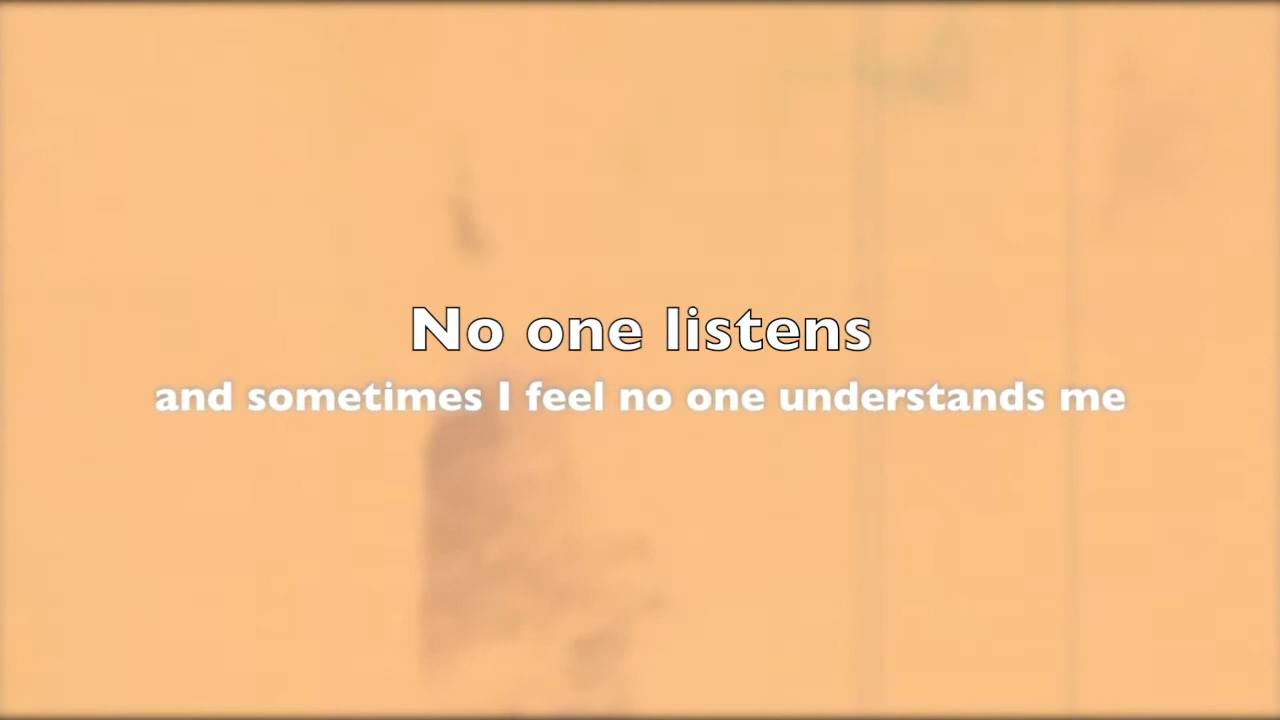 No one listens
and sometimes I feel no one understands me